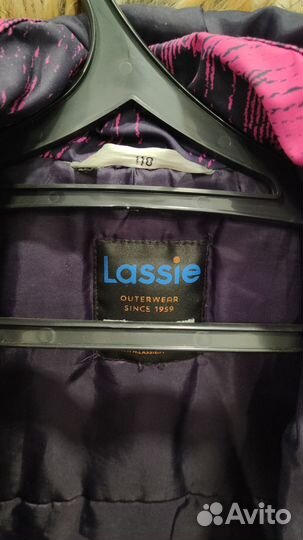 110
Lassie
OUTERWEAR
SINCE 1959
Avito